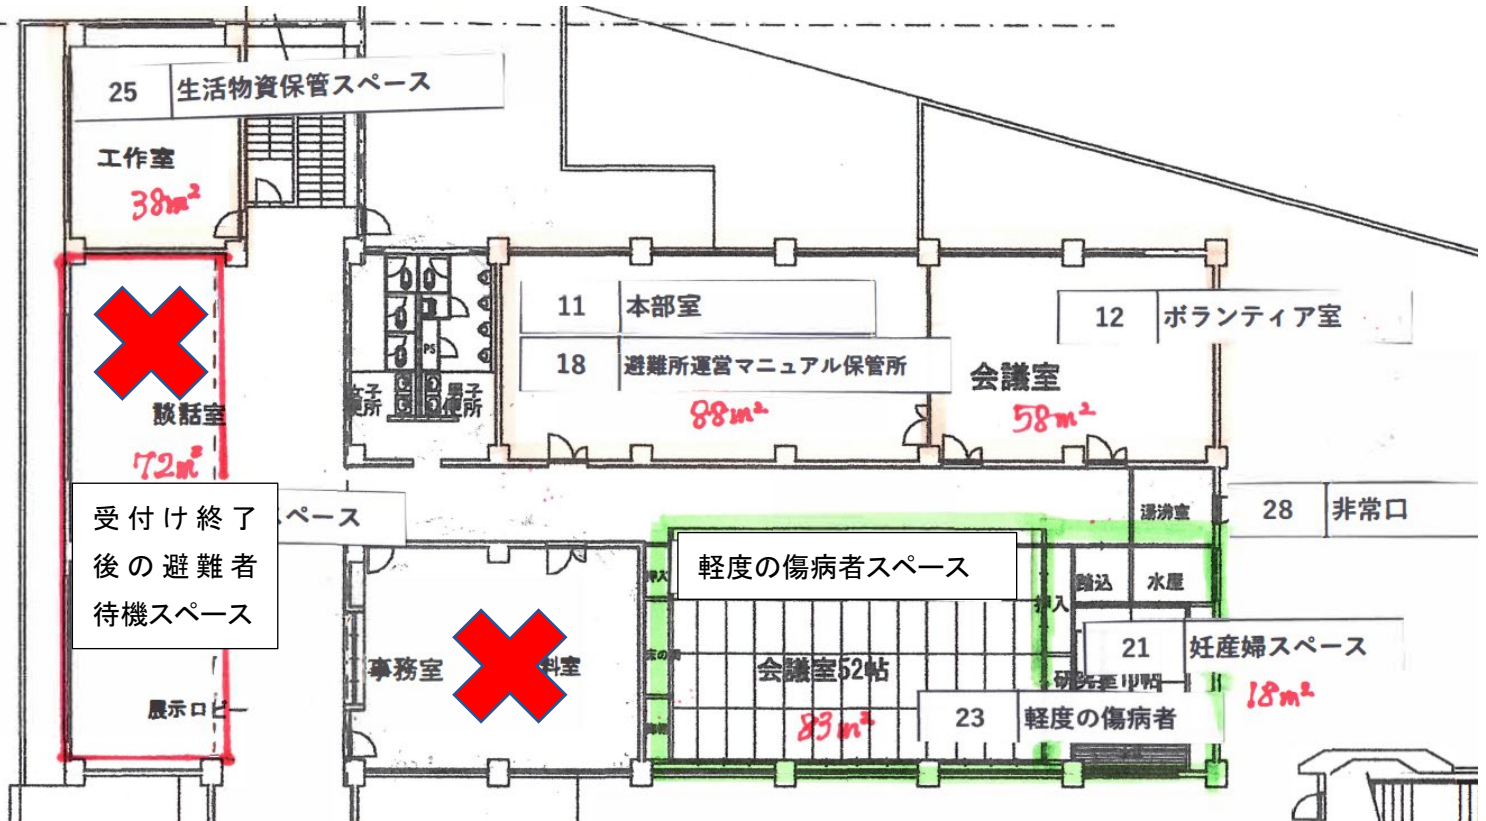 25 生活物資保管スペース
工作室
38m²
11 本部室
12 ボランティア室
18 避難所運営マニュアル保管所
会議室
PS
女子
便所
男子
便所
88m²
58m²
談話室
72m²
受付け終了
後の避難者
待機スペース
ペース
湯沸室
28 非常口
軽度の傷病者スペース
押入
押入
踏込
水屋
21 妊産婦スペース
事務室
料室
会議室52帖
18m²
展示ロビー
23 軽度の傷病者
83m²